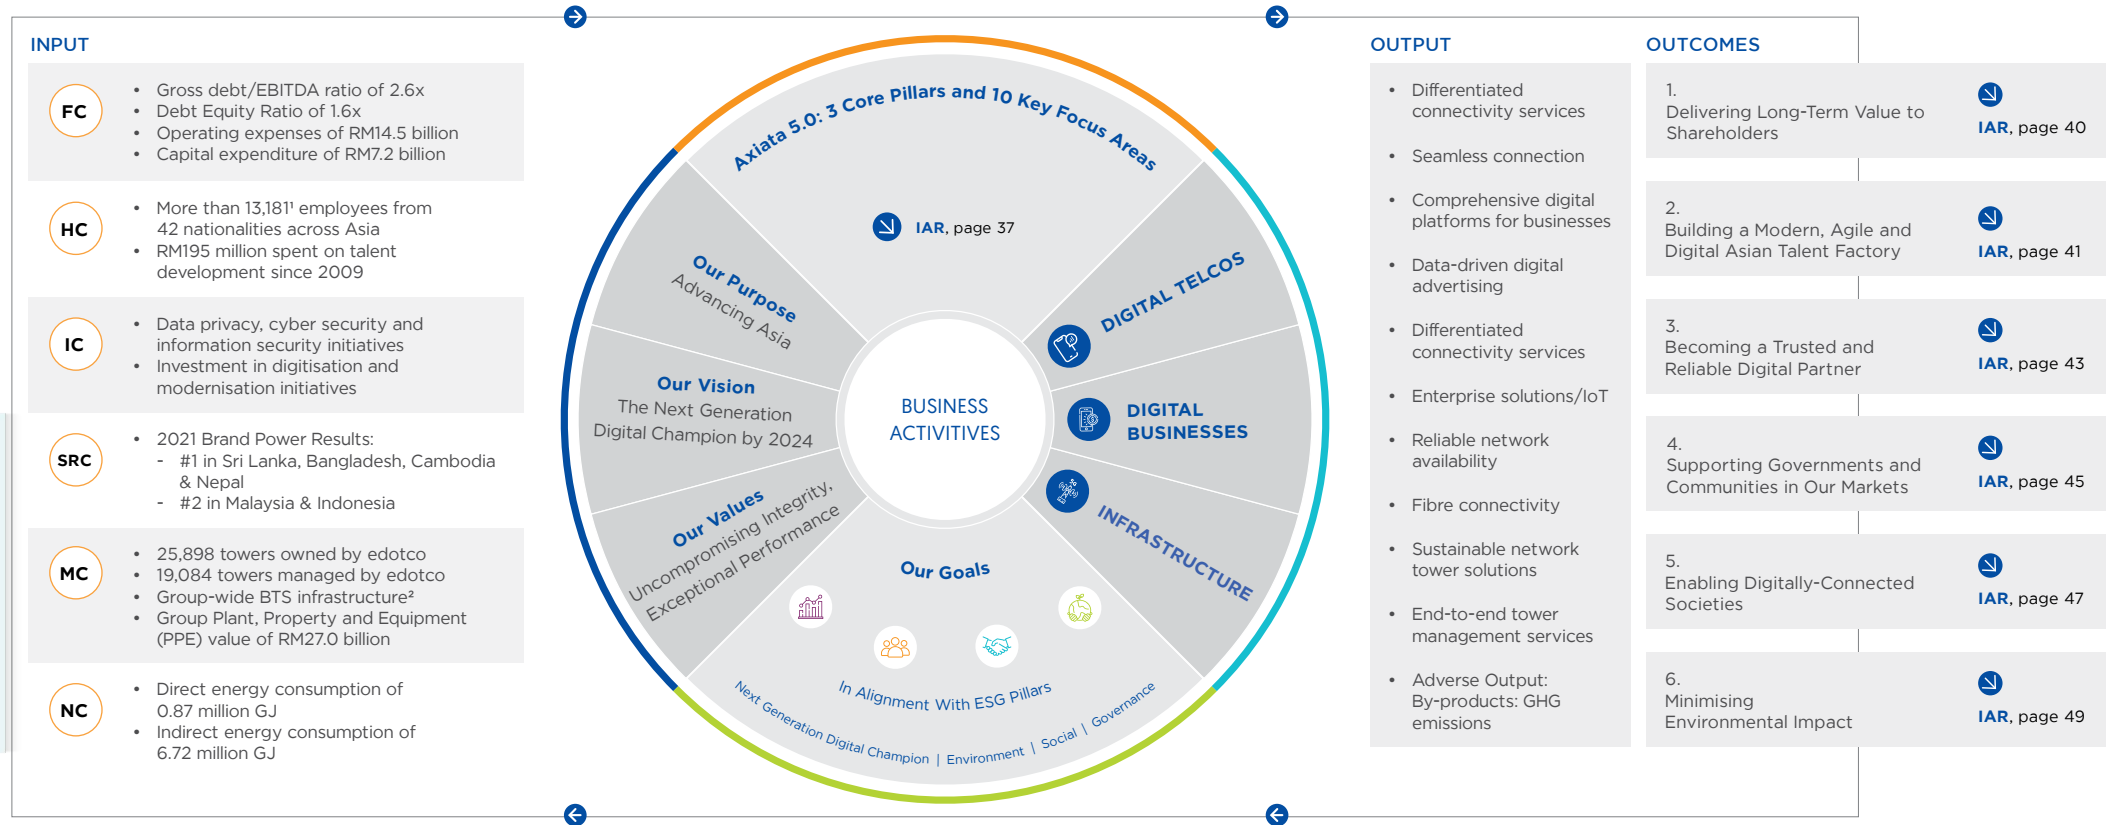 INPUT
FC
• Gross debt/EBITDA ratio of 2.6x
• Debt Equity Ratio of 1.6x
• Operating expenses of RM14.5 billion
• Capital expenditure of RM7.2 billion
HC
• More than 13,181¹ employees from
42 nationalities across Asia
• RM195 million spent on talent
development since 2009
IC
• Data privacy, cyber security and
information security initiatives
• Investment in digitisation and
modernisation initiatives
SRC
• 2021 Brand Power Results:
- #1 in Sri Lanka, Bangladesh, Cambodia
& Nepal
- #2 in Malaysia & Indonesia
MC
• 25,898 towers owned by edotco
• 19,084 towers managed by edotco
• Group-wide BTS infrastructure²
• Group Plant, Property and Equipment
(PPE) value of RM27.0 billion
NC
• Direct energy consumption of
0.87 million GJ
• Indirect energy consumption of
6.72 million GJ
Axiata 5.0: 3 Core Pillars and 10 Key Focus Areas
IAR, page 37
Our Purpose
Advancing Asia
Our Vision
The Next Generation
Digital Champion by 2024
Our Values
Uncompromising Integrity,
Exceptional Performance
BUSINESS
ACTIVITIVES
DIGITAL TELCOS
DIGITAL
BUSINESSES
5G
INFRASTRUCTURE
Our Goals
In Alignment With ESG Pillars
Next Generation Digital Champion | Environment | Social | Governance
OUTPUT
• Differentiated
connectivity services
• Seamless connection
• Comprehensive digital
platforms for businesses
• Data-driven digital
advertising
• Differentiated
connectivity services
• Enterprise solutions/IoT
• Reliable network
availability
• Fibre connectivity
• Sustainable network
tower solutions
• End-to-end tower
management services
• Adverse Output:
By-products: GHG
emissions
OUTCOMES
1.
Delivering Long-Term Value to
Shareholders
IAR, page 40
2.
Building a Modern, Agile and
Digital Asian Talent Factory
IAR, page 41
3.
Becoming a Trusted and
Reliable Digital Partner
IAR, page 43
4.
Supporting Governments and
Communities in Our Markets
IAR, page 45
5.
Enabling Digitally-Connected
Societies
IAR, page 47
6.
Minimising
Environmental Impact
IAR, page 49